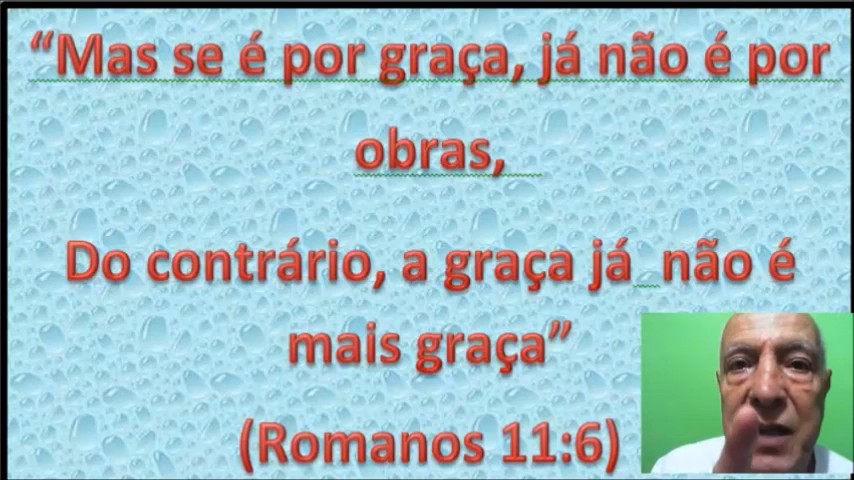 “Mas se é por graça, já não é por
obras,
Do contrário, a graça já  não é
mais graça”
(Romanos 11:6)